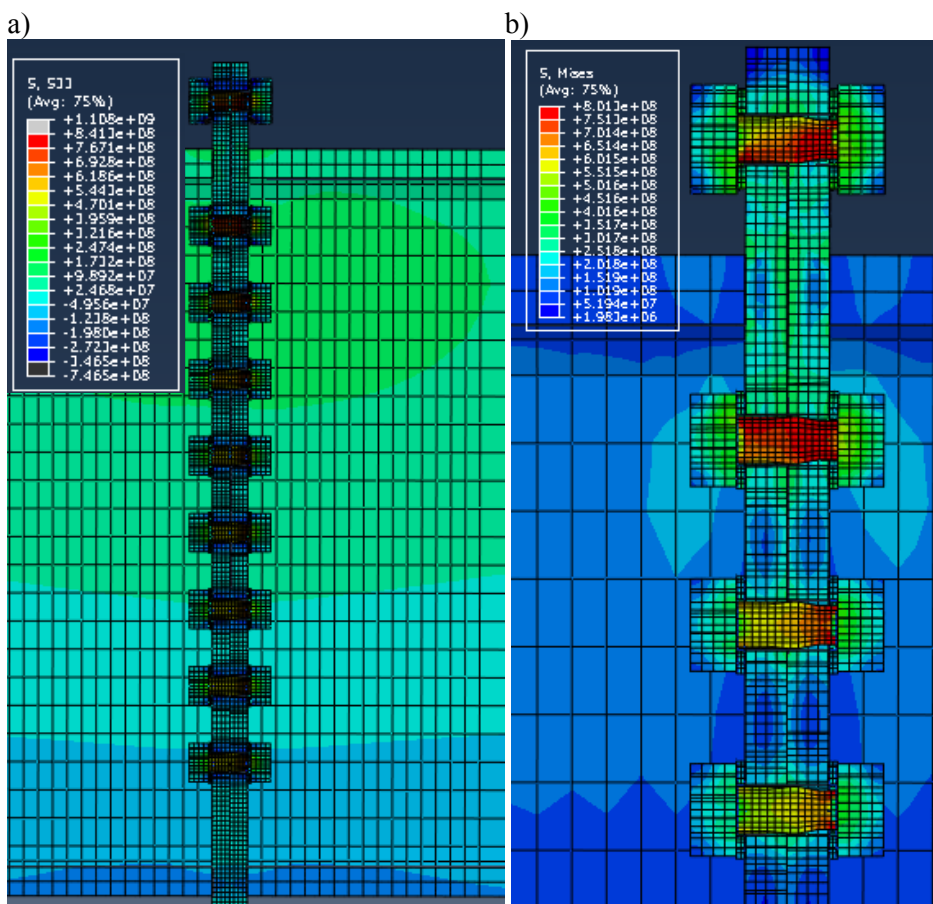 a)
S, S33
(Avg: 75%)
+1.108e+09
+8.413e+08
+7.671e+08
+6.928e+08
+6.186e+08
+5.443e+08
+4.701e+08
+3.959e+08
+3.216e+08
+2.474e+08
+1.732e+08
+9.892e+07
+2.468e+07
-4.956e+07
-1.238e+08
-1.980e+08
-2.723e+08
-3.465e+08
-7.465e+08
b)
S, Mises
(Avg: 75%)
+8.013e+08
+7.513e+08
+7.014e+08
+6.514e+08
+6.015e+08
+5.515e+08
+5.016e+08
+4.516e+08
+4.016e+08
+3.517e+08
+3.017e+08
+2.518e+08
+2.018e+08
+1.519e+08
+1.019e+08
+5.194e+07
+1.983e+06